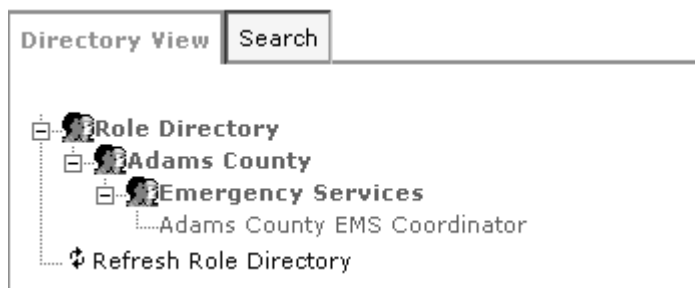 Directory View Search
Role Directory
Adams County
Emergency Services
Adams County EMS Coordinator
Refresh Role Directory